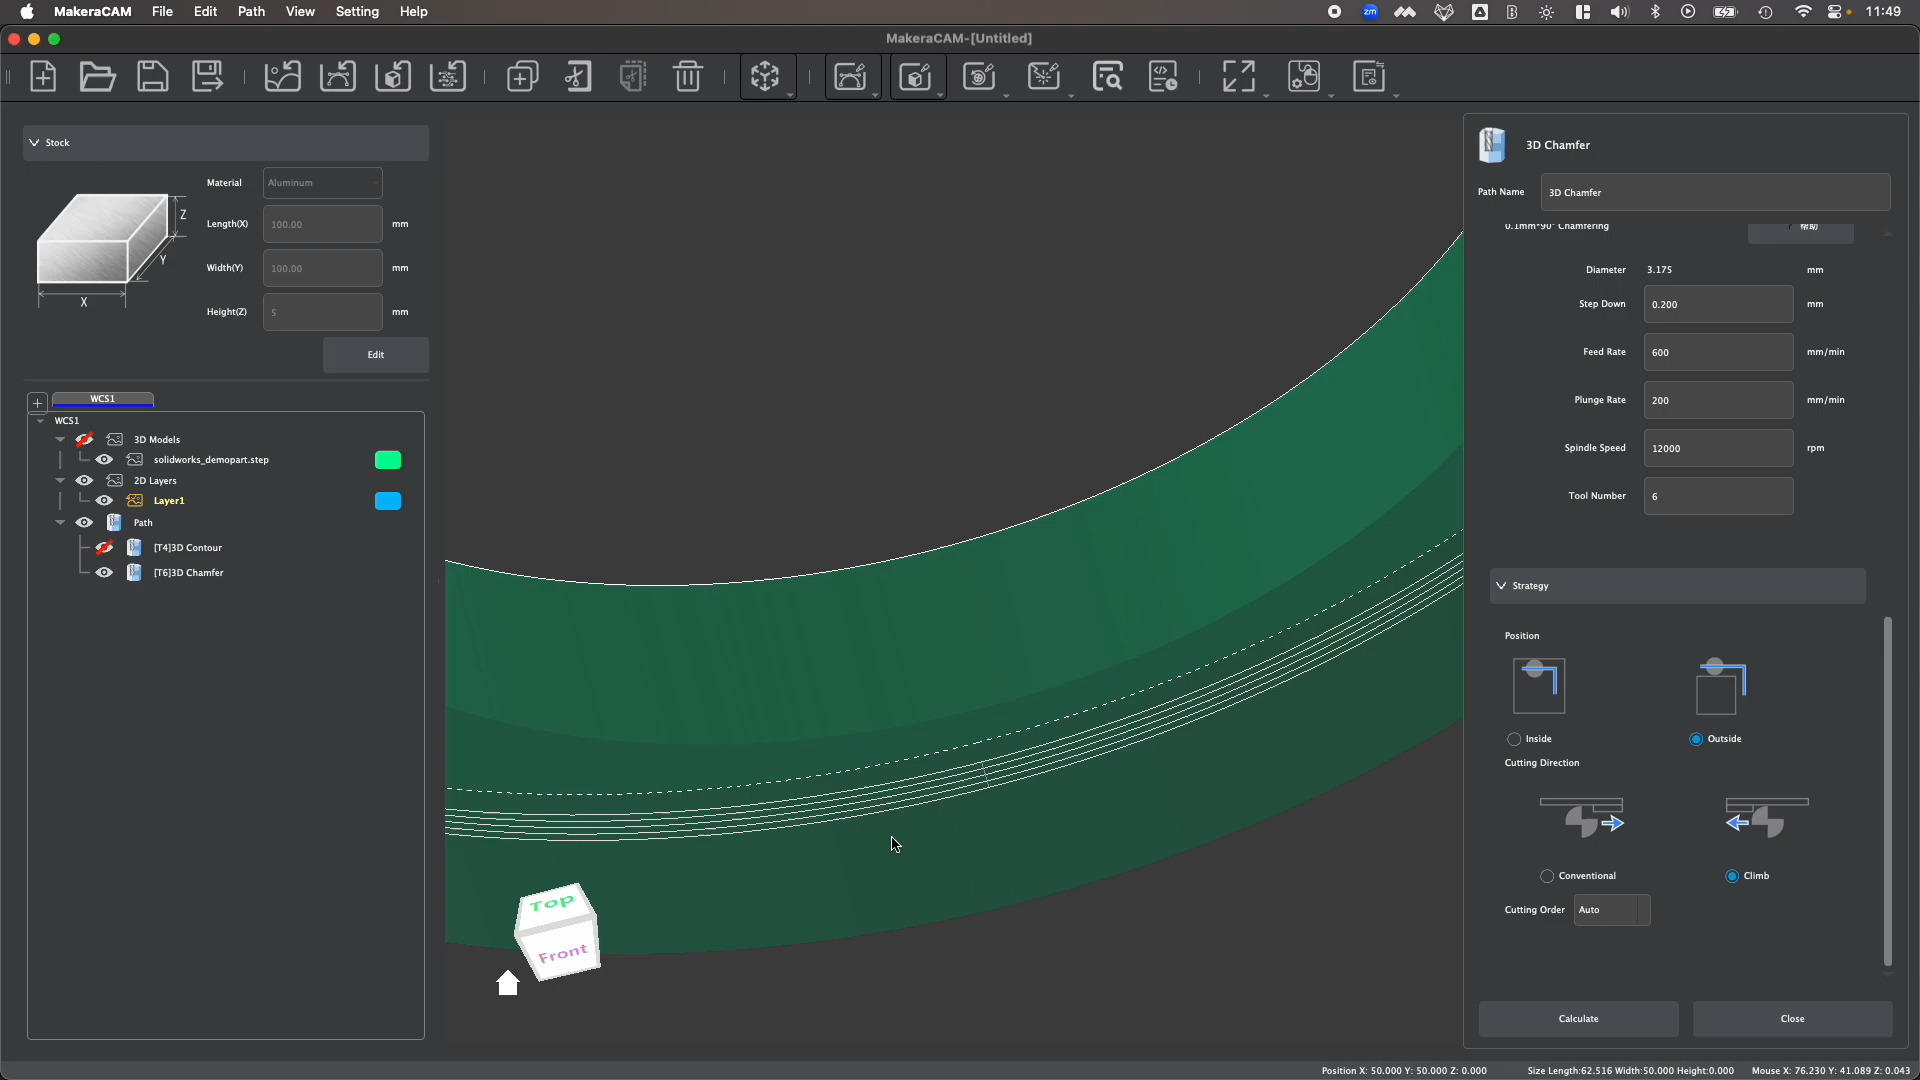 MakeraCAM File Edit Path View Setting Help
zm
11:49
MakeraCAM-[Untitled]
Stock
Material Aluminum
Length(X) 100.00 mm
Width(Y) 100.00 mm
Height(Z) 5 mm
X
Y
Z
Edit
+ WCS1
WCS1
3D Models
solidworks_demopart.step
2D Layers
Layer1
Path
[T4]3D Contour
[T6]3D Chamfer
Top
Front
3D Chamfer
Path Name 3D Chamfer
0.1mm*90° Chamfering
Diameter 3.175 mm
Step Down 0.200 mm
Feed Rate 600 mm/min
Plunge Rate 200 mm/min
Spindle Speed 12000 rpm
Tool Number 6
Strategy
Position
Inside Outside
Cutting Direction
Conventional Climb
Cutting Order Auto
Calculate Close
Position X: 50.000 Y: 50.000 Z: 0.000 Size Length:62.516 Width:50.000 Height:0.000 Mouse X: 76.230 Y: 41.089 Z: 0.043